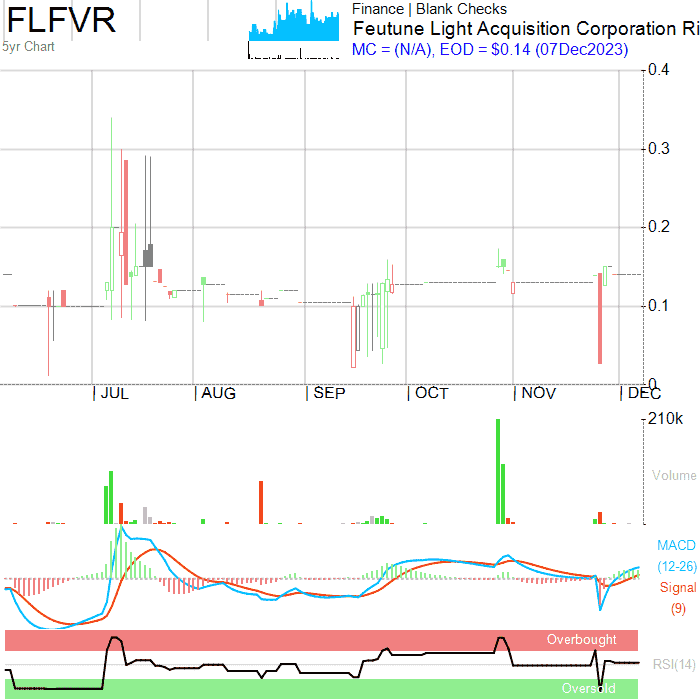 FLFVR
5yr Chart
Finance | Blank Checks
Feutune Light Acquisition Corporation Ri
MC = (N/A), EOD = $0.14 (07Dec2023)
0.4
0.3
0.2
0.1
0
JUL AUG SEP OCT NOV DEC
210k
Volume
MACD
(12-26)
Signal
(9)
Overbought
RSI(14)
Oversold